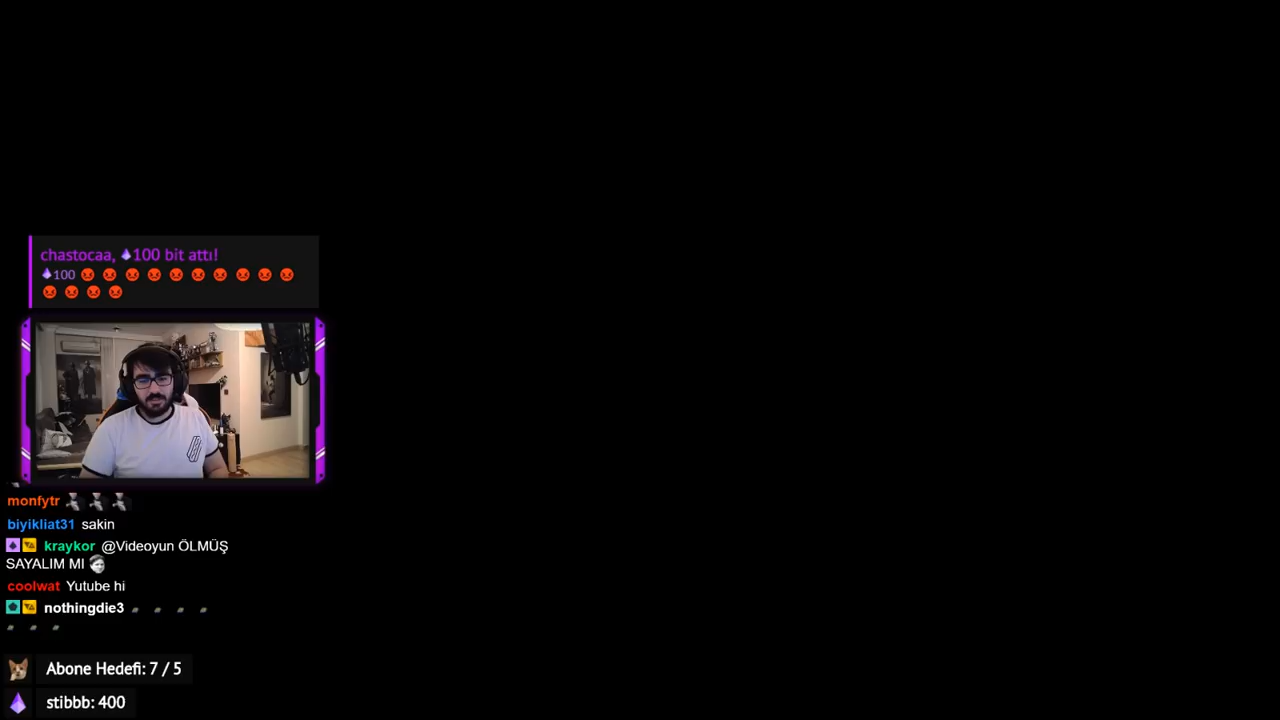 chastocaa, 100 bit attı!
100
monfytr
biyikliat31 sakin
kraykor @Videoyun ÖLMÜŞ
SAYALIM MI
coolwat Yutube hi
nothingdie3
Abone Hedefi: 7 / 5
stibbb: 400